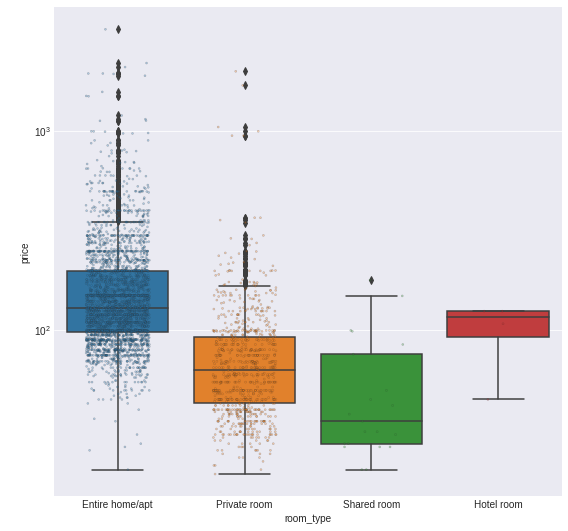 10³
price
10²
Entire home/apt
Private room
Shared room
Hotel room
room_type